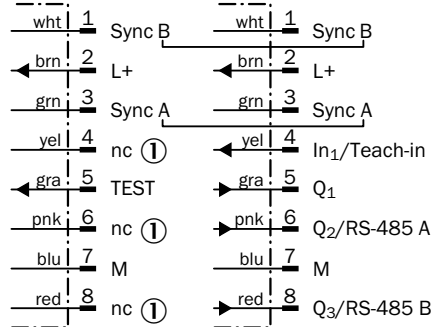 wht 1 Sync B wht 1 Sync B
brn 2 L+ brn 2 L+
grn 3 Sync A grn 3 Sync A
yel 4 nc ① yel 4 In₁/Teach-in
gra 5 TEST gra 5 Q₁
pnk 6 nc ① pnk 6 Q₂/RS-485 A
blu 7 M blu 7 M
red 8 nc ① red 8 Q₃/RS-485 B